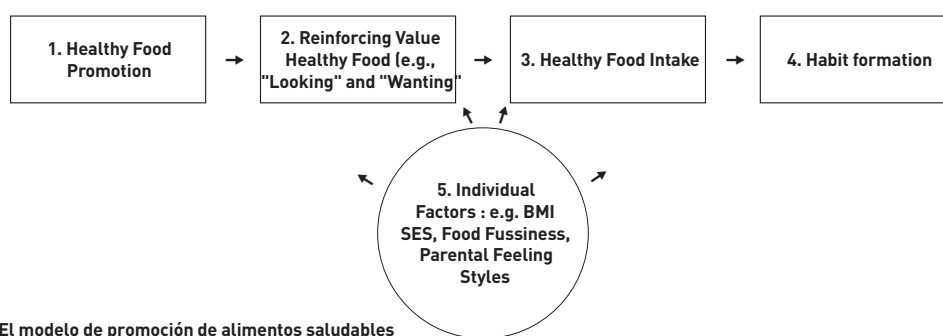 1. Healthy Food
Promotion
2. Reinforcing Value
Healthy Food (e.g.,
"Looking" and "Wanting"
3. Healthy Food Intake
4. Habit formation
5. Individual
Factors : e.g. BMI
SES, Food Fussiness,
Parental Feeling
Styles
El modelo de promoción de alimentos saludables